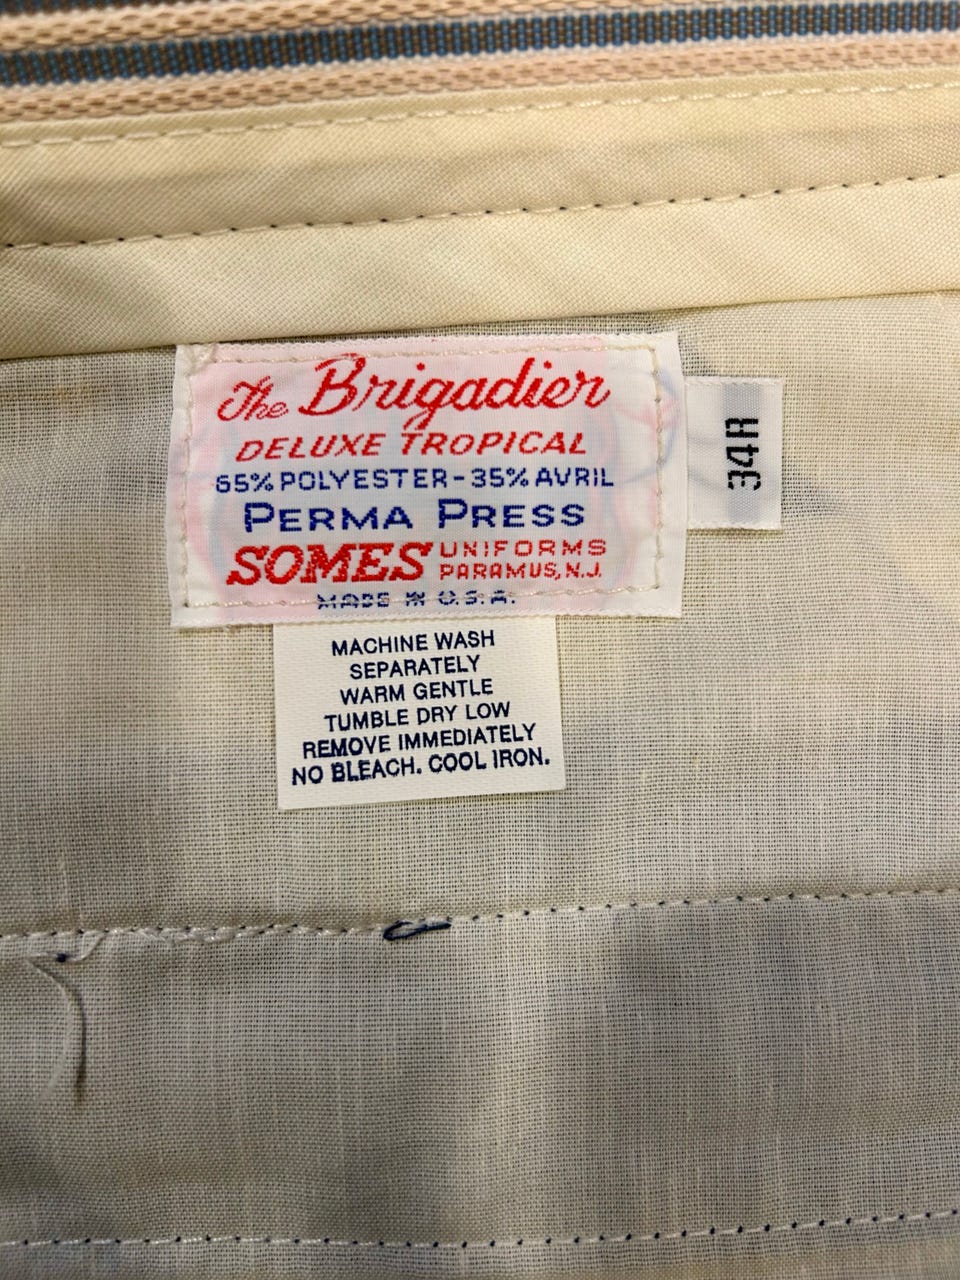 The Brigadier
DELUXE TROPICAL
65% POLYESTER - 35% AVRIL
PERMA PRESS
SOMES UNIFORMS
PARAMUS, N.J.
MADE IN U.S.A.
34R
MACHINE WASH
SEPARATELY
WARM GENTLE
TUMBLE DRY LOW
REMOVE IMMEDIATELY
NO BLEACH. COOL IRON.